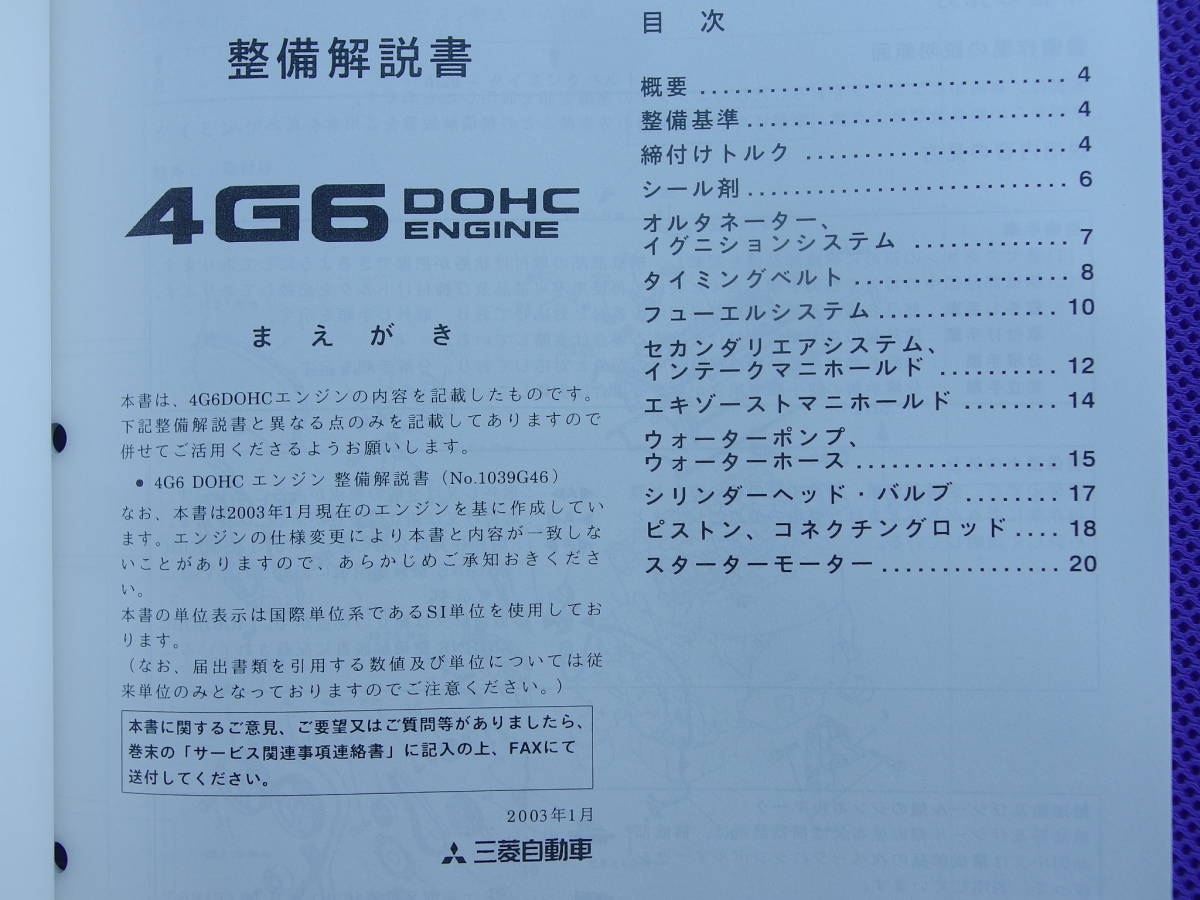 整備解説書
4G6 DOHC ENGINE
まえがき
本書は、4G6DOHCエンジンの内容を記載したものです。
下記整備解説書と異なる点のみを記載してありますので
併せてご活用くださるようお願いします。
● 4G6 DOHC エンジン 整備解説書（No.1039G46）
なお、本書は2003年1月現在のエンジンを基に作成してい
ます。エンジンの仕様変更により本書と内容が一致しな
いことがありますので、あらかじめご承知おきくださ
い。
本書の単位表示は国際単位系であるSI単位を使用してお
ります。
（なお、届出書類を引用する数値及び単位については従
来単位のみとなっておりますのでご注意ください。）
本書に関するご意見、ご要望又はご質問等がありましたら、
巻末の「サービス関連事項連絡書」に記入の上、FAXにて
送付してください。
2003年1月
三菱自動車
目 次
概要 .............................. 4
整備基準 .......................... 4
締付けトルク ...................... 4
シール剤 .......................... 6
オルタネーター、
イグニションシステム ............. 7
タイミングベルト .................. 8
フューエルシステム ................ 10
セカンダリエアシステム、
インテークマニホールド .......... 12
エキゾーストマニホールド ........ 14
ウォーターポンプ、
ウォーターホース ................. 15
シリンダーヘッド・バルブ ........ 17
ピストン、コネクチングロッド .... 18
スターターモーター ............... 20